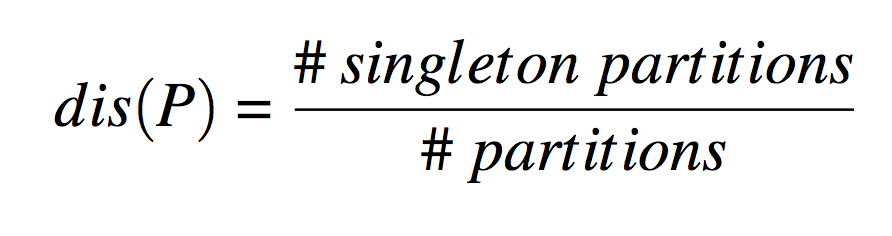 dis(P) = # singleton partitions / # partitions